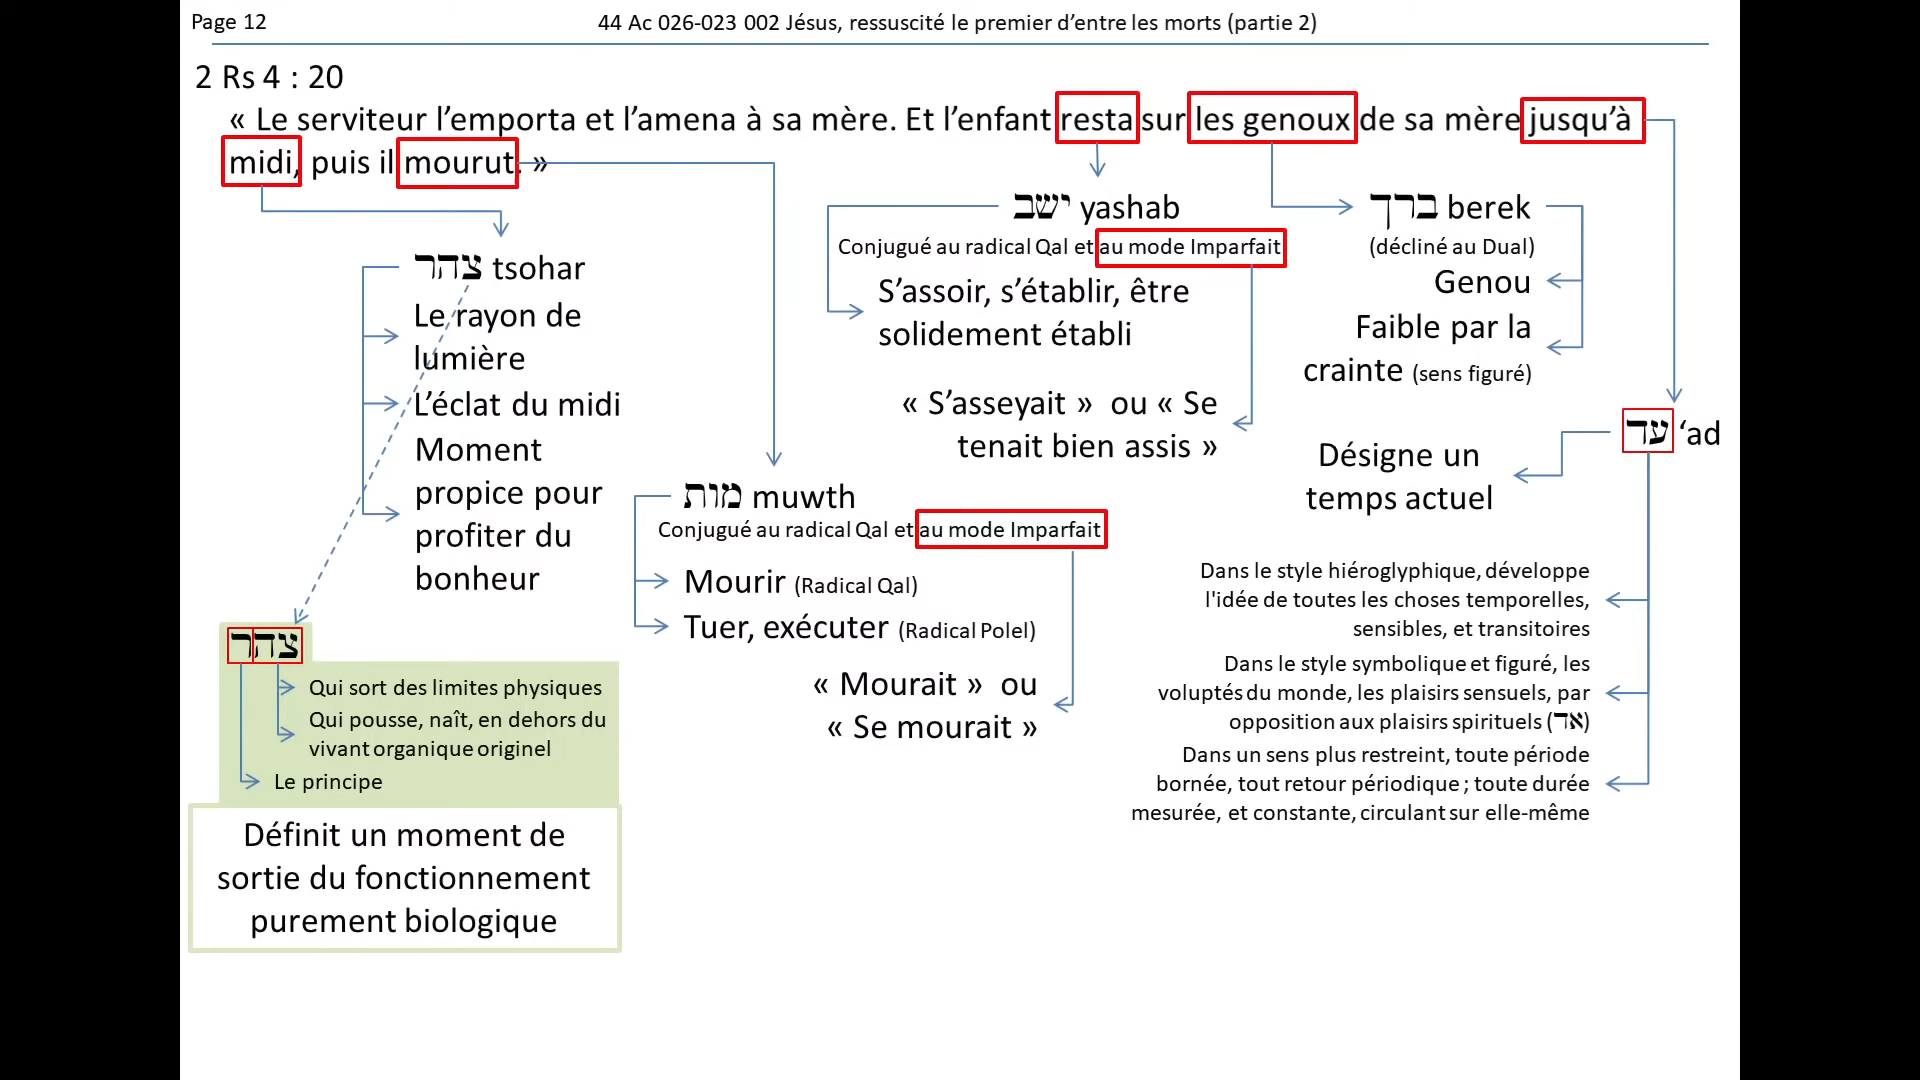 Page 12
44 Ac 026-023 002 Jésus, ressuscité le premier d’entre les morts (partie 2)
2 Rs 4 : 20
« Le serviteur l’emporta et l’amena à sa mère. Et l’enfant resta sur les genoux de sa mère jusqu’à
midi, puis il mourut. »
צהר tsohar
Le rayon de
lumière
L’éclat du midi
Moment
propice pour
profiter du
bonheur
צהר
Qui sort des limites physiques
Qui pousse, naît, en dehors du
vivant organique originel
Le principe
Définit un moment de
sortie du fonctionnement
purement biologique
מות muwth
Conjugué au radical Qal et au mode Imparfait
Mourir (Radical Qal)
Tuer, exécuter (Radical Polel)
« Mourait » ou
« Se mourait »
ישב yashab
Conjugué au radical Qal et au mode Imparfait
S’assoir, s’établir, être
solidement établi
« S’asseyait » ou « Se
tenait bien assis »
ברך berek
(décliné au Dual)
Genou
Faible par la
crainte (sens figuré)
עד ‘ad
Désigne un
temps actuel
Dans le style hiéroglyphique, développe
l'idée de toutes les choses temporelles,
sensibles, et transitoires
Dans le style symbolique et figuré, les
voluptés du monde, les plaisirs sensuels, par
opposition aux plaisirs spirituels (אד)
Dans un sens plus restreint, toute période
bornée, tout retour périodique ; toute durée
mesurée, et constante, circulant sur elle-même